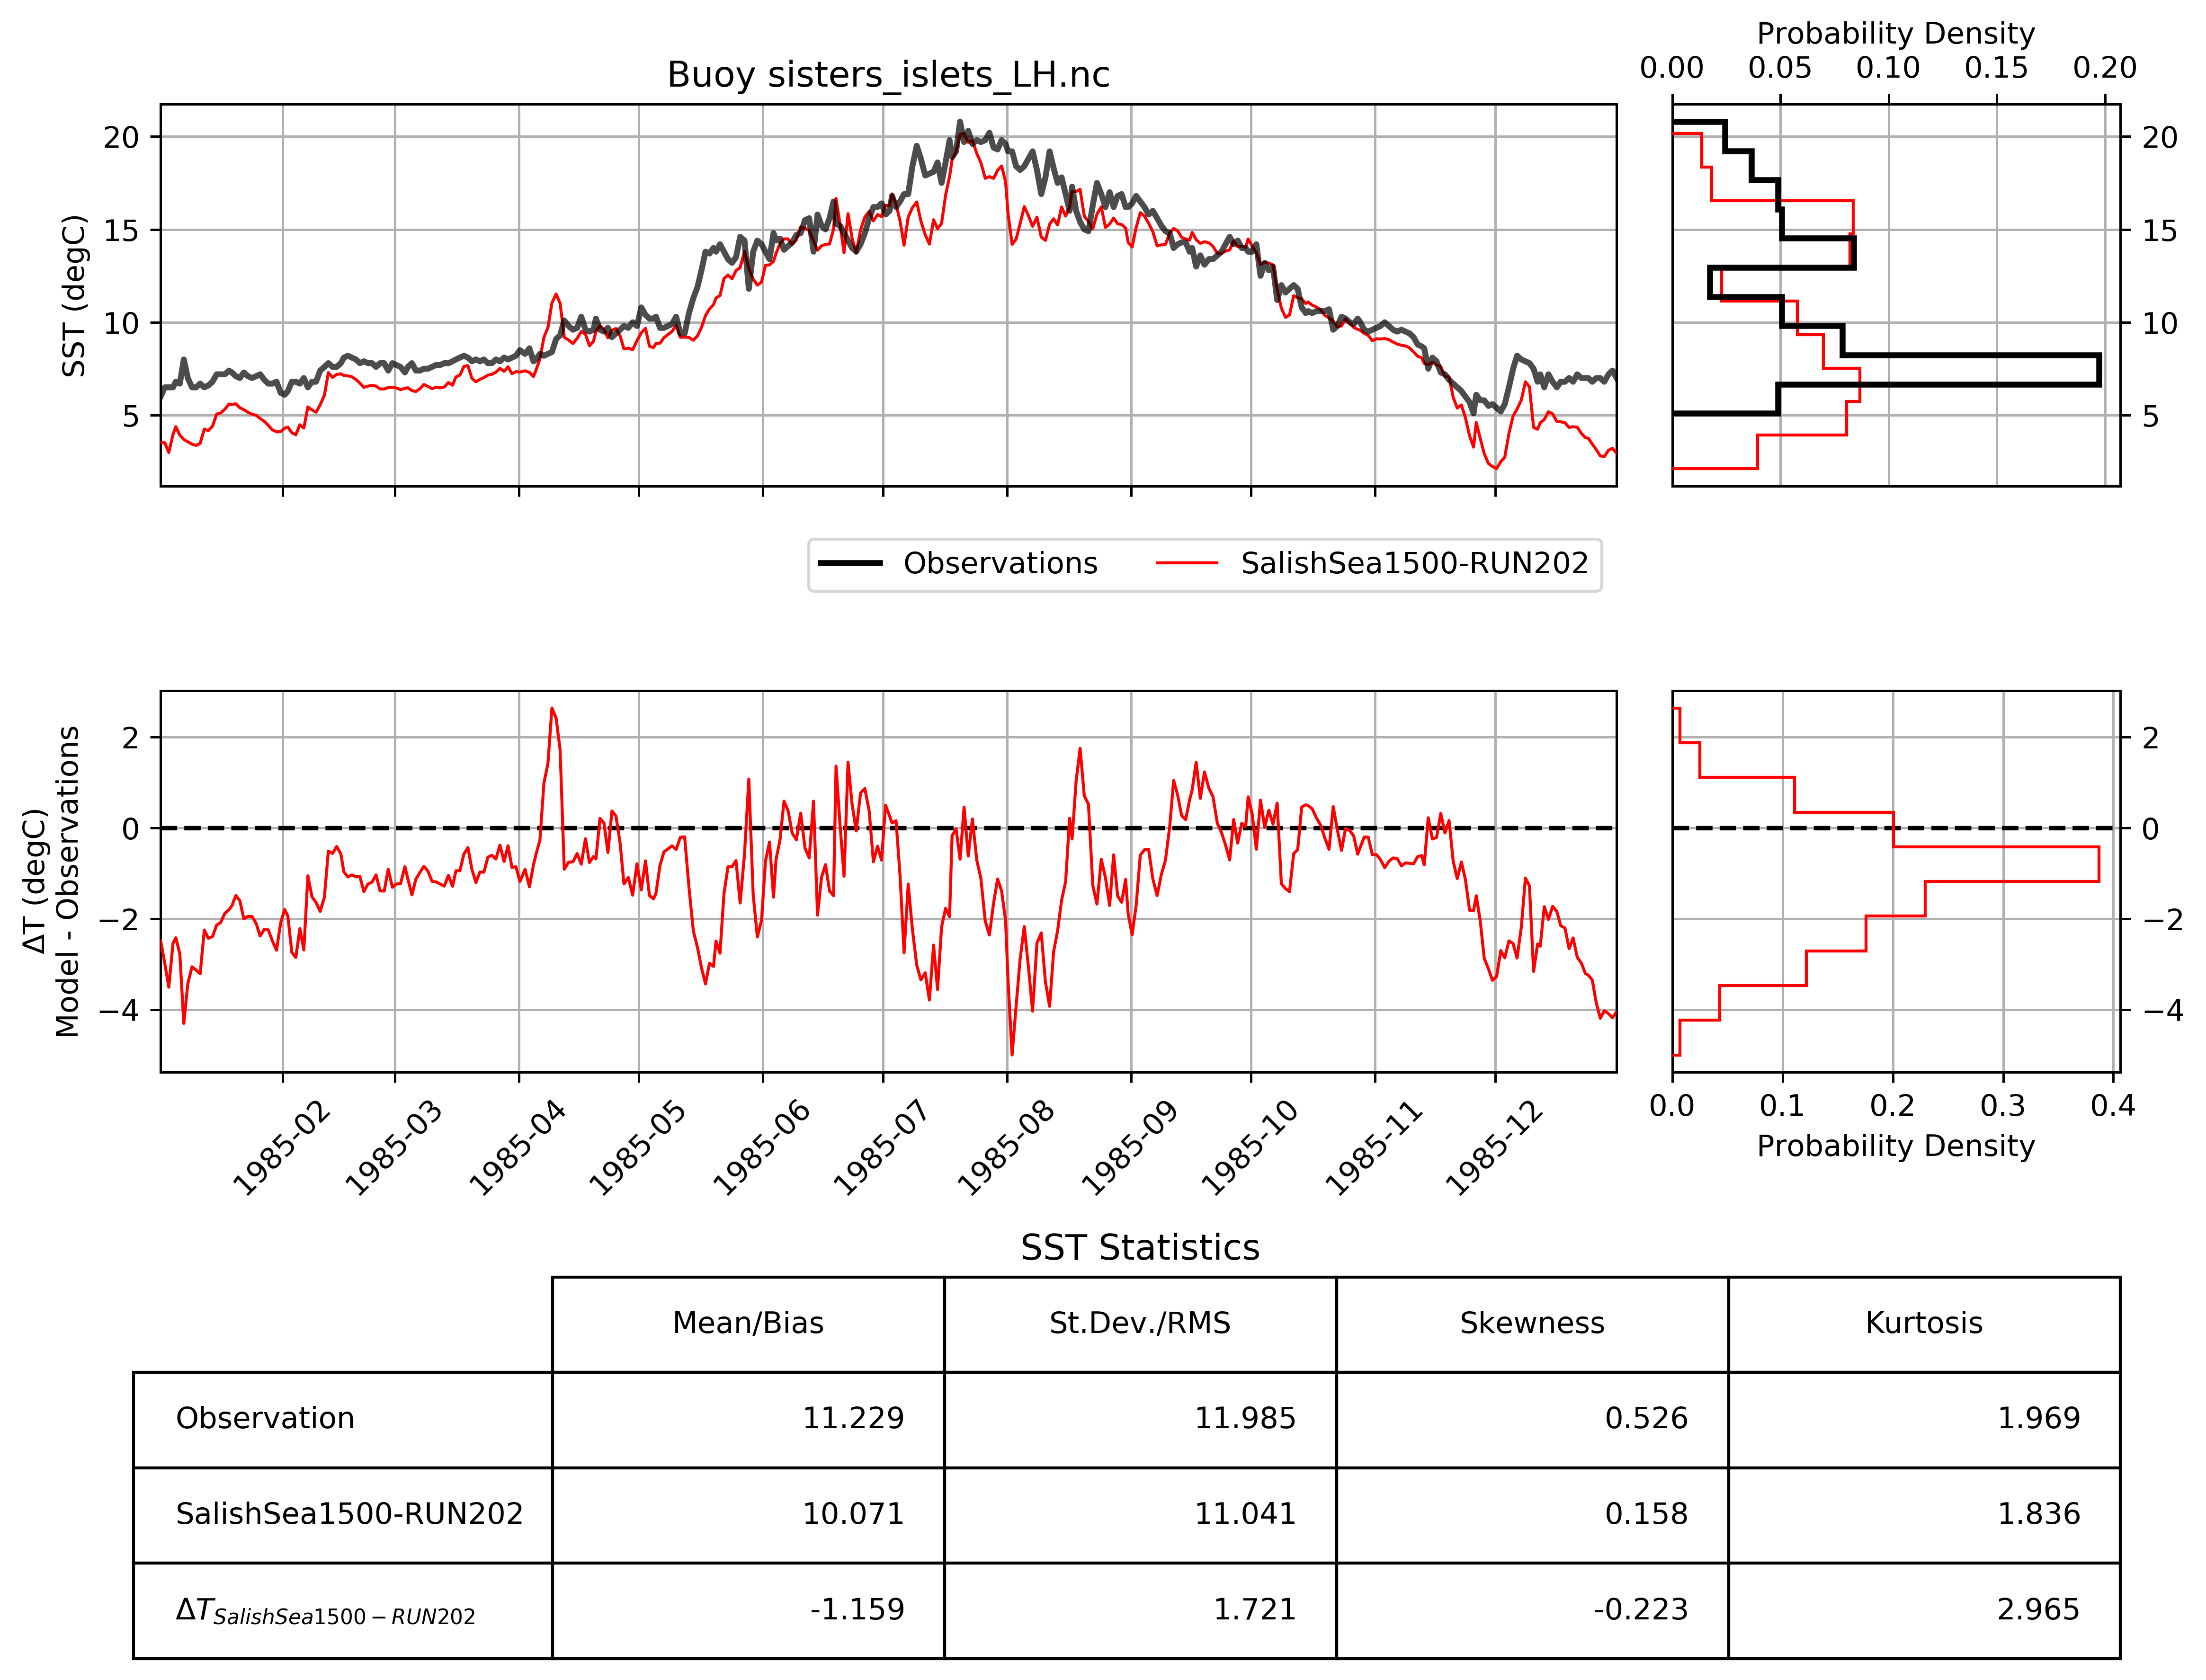 Probability Density
0.00 0.05 0.10 0.15 0.20
Buoy sisters_islets_LH.nc
SST (degC)
20
15
10
5
20
15
10
5
Observations
SalishSea1500-RUN202
ΔT (degC)
Model - Observations
2
0
−2
−4
2
0
−2
−4
1985-02
1985-03
1985-04
1985-05
1985-06
1985-07
1985-08
1985-09
1985-10
1985-11
1985-12
0.0 0.1 0.2 0.3 0.4
Probability Density
SST Statistics
Mean/Bias St.Dev./RMS Skewness Kurtosis
Observation 11.229 11.985 0.526 1.969
SalishSea1500-RUN202 10.071 11.041 0.158 1.836
ΔT SalishSea1500−RUN202 -1.159 1.721 -0.223 2.965